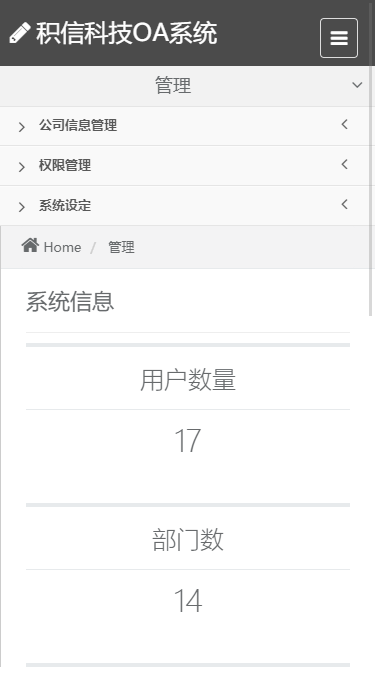 积信科技OA系统
管理
公司信息管理
权限管理
系统设定
Home / 管理
系统信息
用户数量
17
部门数
14